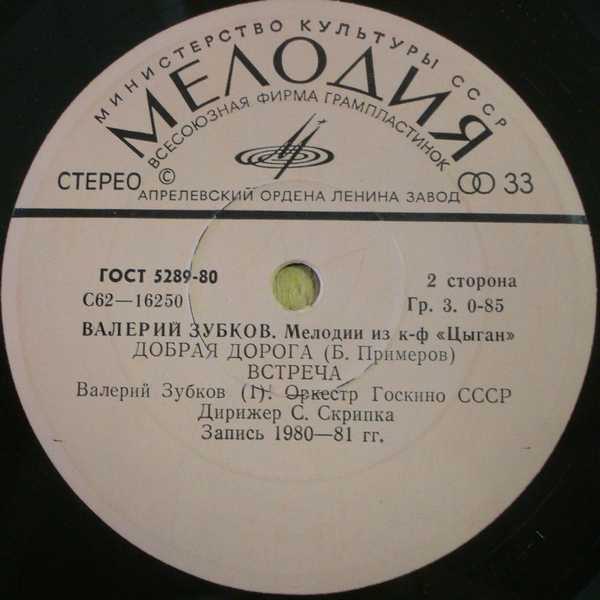 МИНИСТЕРСТВО КУЛЬТУРЫ СССР
МЕЛОДИЯ
ВСЕСОЮЗНАЯ ФИРМА ГРАМПЛАСТИНОК
СТЕРЕО © 33
АПРЕЛЕВСКИЙ ОРДЕНА ЛЕНИНА ЗАВОД
ГОСТ 5289-80
2 сторона
С62—16250
Гр. 3. 0-85
ВАЛЕРИЙ ЗУБКОВ. Мелодии из к-ф «Цыган»
ДОБРАЯ ДОРОГА (Б. Примеров)
ВСТРЕЧА
Валерий Зубков (1). Оркестр Госкино СССР
Дирижер С. Скрипка
Запись 1980—81 гг.